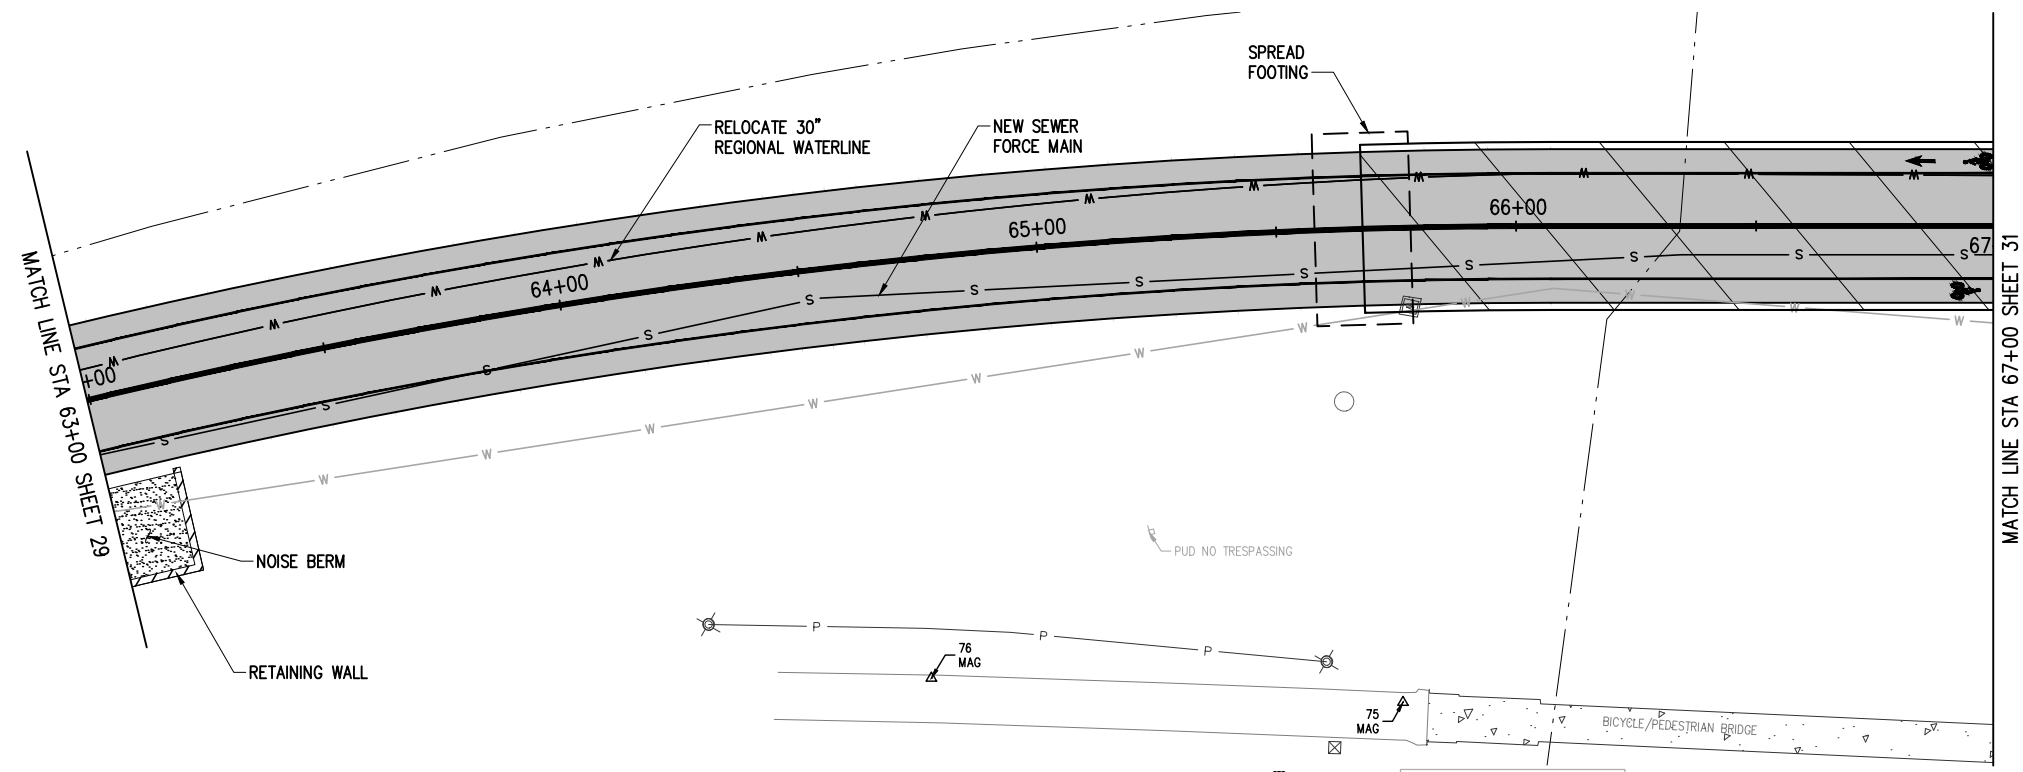 SPREAD
FOOTING
RELOCATE 30"
REGIONAL WATERLINE
NEW SEWER
FORCE MAIN
W W W W W W W W W W W W
+00
64+00
65+00
66+00
67
S S S S S S S S S S S S
W W W W W W W W W W W W
MATCH LINE STA 63+00 SHEET 29
MATCH LINE STA 67+00 SHEET 31
NOISE BERM
RETAINING WALL
PUD NO TRESPASSING
P P P
76
MAG
75
MAG
BICYCLE/PEDESTRIAN BRIDGE